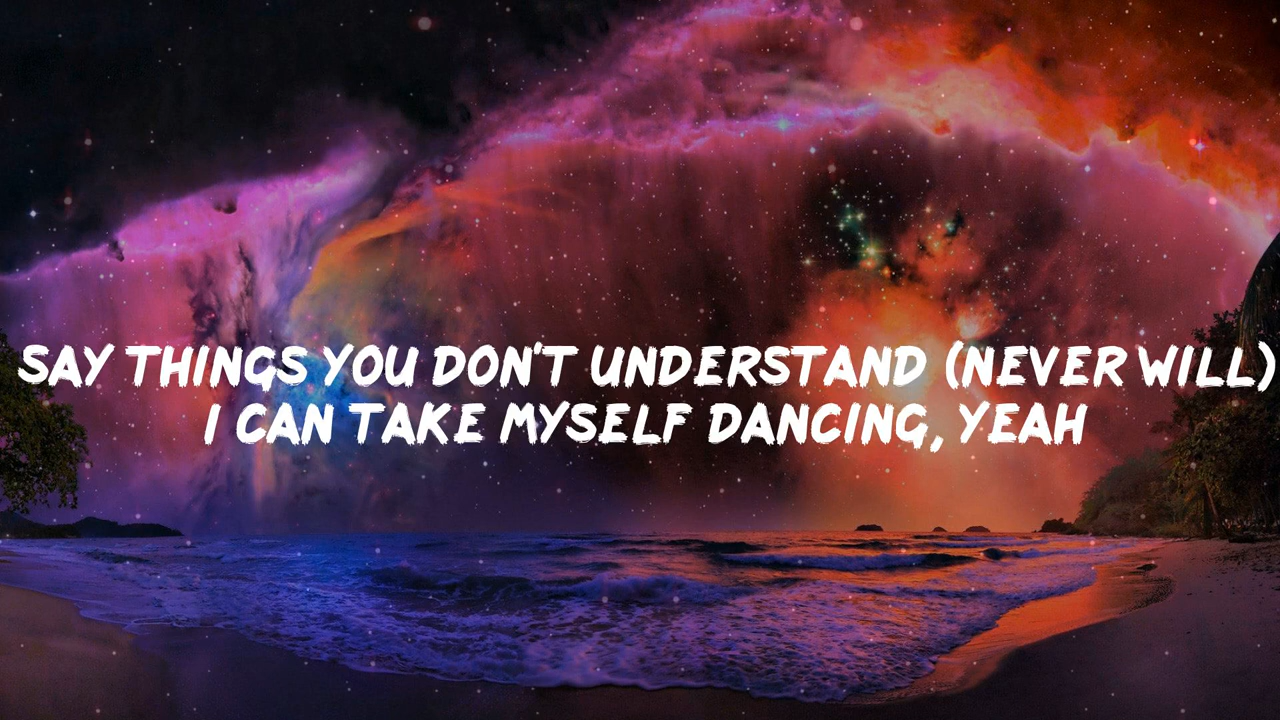 SAY THINGS YOU DON'T UNDERSTAND (NEVER WILL)
I CAN TAKE MYSELF DANCING, YEAH